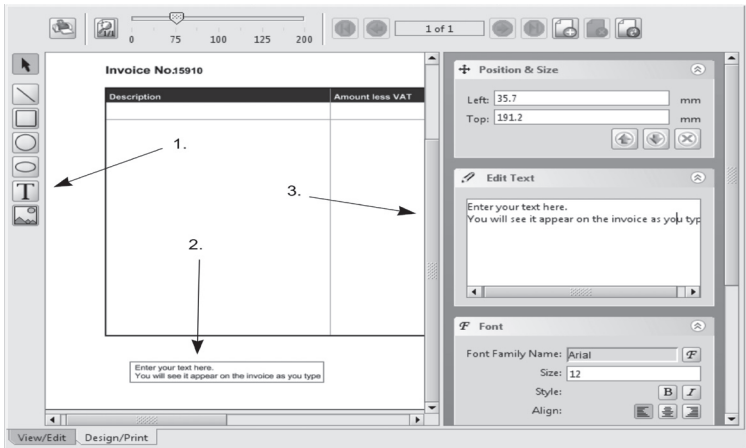 0 75 100 125 200
1 of 1
Invoice No:15910
Description Amount less VAT
1.
2.
3.
Enter your text here.
You will see it appear on the invoice as you type
Position & Size
Left: 35.7 mm
Top: 191.2 mm
Edit Text
Enter your text here.
You will see it appear on the invoice as you typ
F Font
Font Family Name: Arial F
Size: 12
Style: B I
Align:
T
View/Edit Design/Print